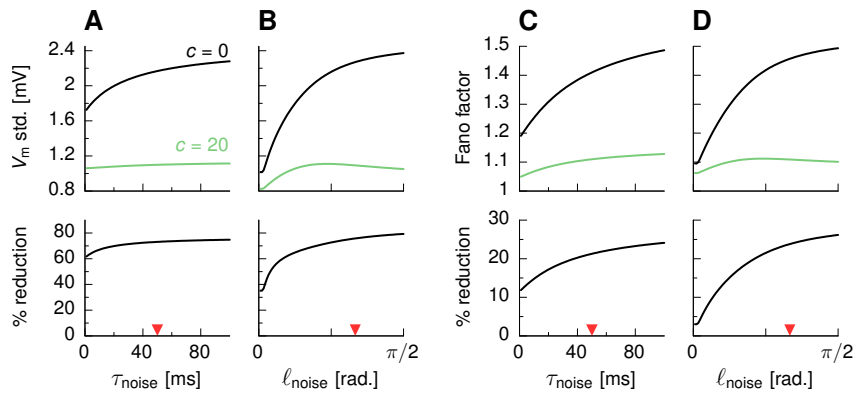 A
B
C
D
V_m std. [mV]
2.4
2
1.6
1.2
0.8
c = 0
c = 20
Fano factor
1.5
1.4
1.3
1.2
1.1
1
% reduction
80
60
40
20
0
% reduction
30
20
10
0
0 40 80
0 π/2
0 40 80
0 π/2
τ_noise [ms]
ℓ_noise [rad.]
τ_noise [ms]
ℓ_noise [rad.]